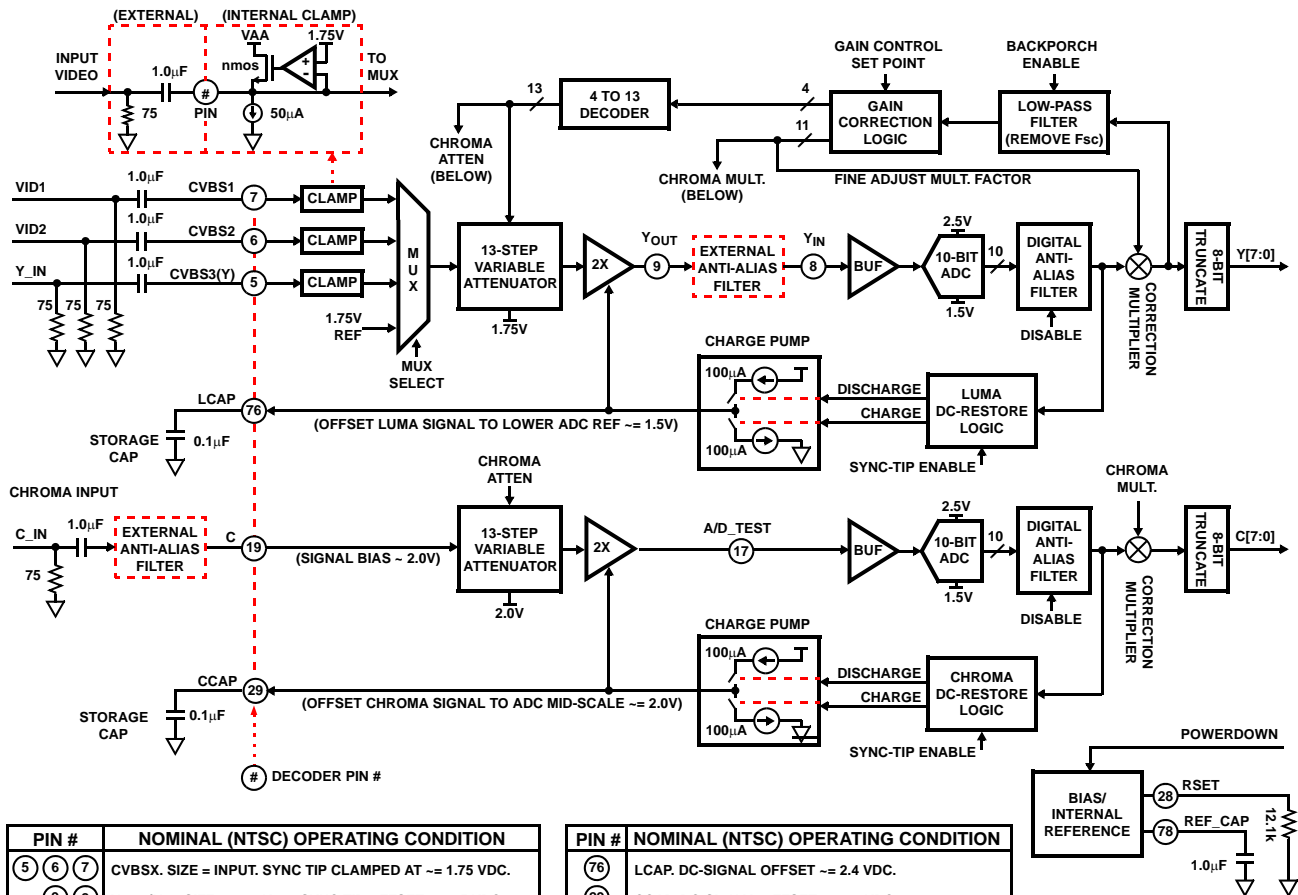 (EXTERNAL)
(INTERNAL CLAMP)
INPUT
VIDEO
1.0µF
#
PIN
75
VAA
1.75V
nmos
+
-
50µA
TO
MUX
13
4 TO 13
DECODER
4
11
GAIN CONTROL
SET POINT
GAIN
CORRECTION
LOGIC
BACKPORCH
ENABLE
LOW-PASS
FILTER
(REMOVE Fsc)
CHROMA
ATTEN
(BELOW)
CHROMA MULT.
(BELOW)
FINE ADJUST MULT. FACTOR
VID1
1.0µF
CVBS1
7
CLAMP
VID2
1.0µF
CVBS2
6
CLAMP
Y_IN
1.0µF
CVBS3(Y)
5
CLAMP
75
75
75
1.75V
REF
MUX
MUX
SELECT
13-STEP
VARIABLE
ATTENUATOR
1.75V
2X
YOUT
9
EXTERNAL
ANTI-ALIAS
FILTER
YIN
8
BUF
2.5V
10-BIT
ADC
1.5V
10
DIGITAL
ANTI-
ALIAS
FILTER
DISABLE
CORRECTION
MULTIPLIER
8-BIT
TRUNCATE
Y[7:0]
CHARGE PUMP
100µA
100µA
DISCHARGE
CHARGE
LUMA
DC-RESTORE
LOGIC
SYNC-TIP ENABLE
LCAP
76
(OFFSET LUMA SIGNAL TO LOWER ADC REF ~= 1.5V)
STORAGE
CAP
0.1µF
CHROMA INPUT
C_IN
1.0µF
75
EXTERNAL
ANTI-ALIAS
FILTER
C
19
(SIGNAL BIAS ~ 2.0V)
CHROMA
ATTEN
13-STEP
VARIABLE
ATTENUATOR
2.0V
2X
A/D_TEST
17
BUF
2.5V
10-BIT
ADC
1.5V
10
DIGITAL
ANTI-
ALIAS
FILTER
DISABLE
CHROMA
MULT.
CORRECTION
MULTIPLIER
8-BIT
TRUNCATE
C[7:0]
CHARGE PUMP
100µA
100µA
DISCHARGE
CHARGE
CHROMA
DC-RESTORE
LOGIC
SYNC-TIP ENABLE
CCAP
29
(OFFSET CHROMA SIGNAL TO ADC MID-SCALE ~= 2.0V)
STORAGE
CAP
0.1µF
# DECODER PIN #
POWERDOWN
BIAS/
INTERNAL
REFERENCE
28
RSET
12.1k
78
REF_CAP
1.0µF
PIN # NOMINAL (NTSC) OPERATING CONDITION
5 6 7 CVBSX. SIZE = INPUT. SYNC TIP CLAMPED AT ~= 1.75 VDC.
PIN # NOMINAL (NTSC) OPERATING CONDITION
76 LCAP. DC-SIGNAL OFFSET ~= 2.4 VDC.